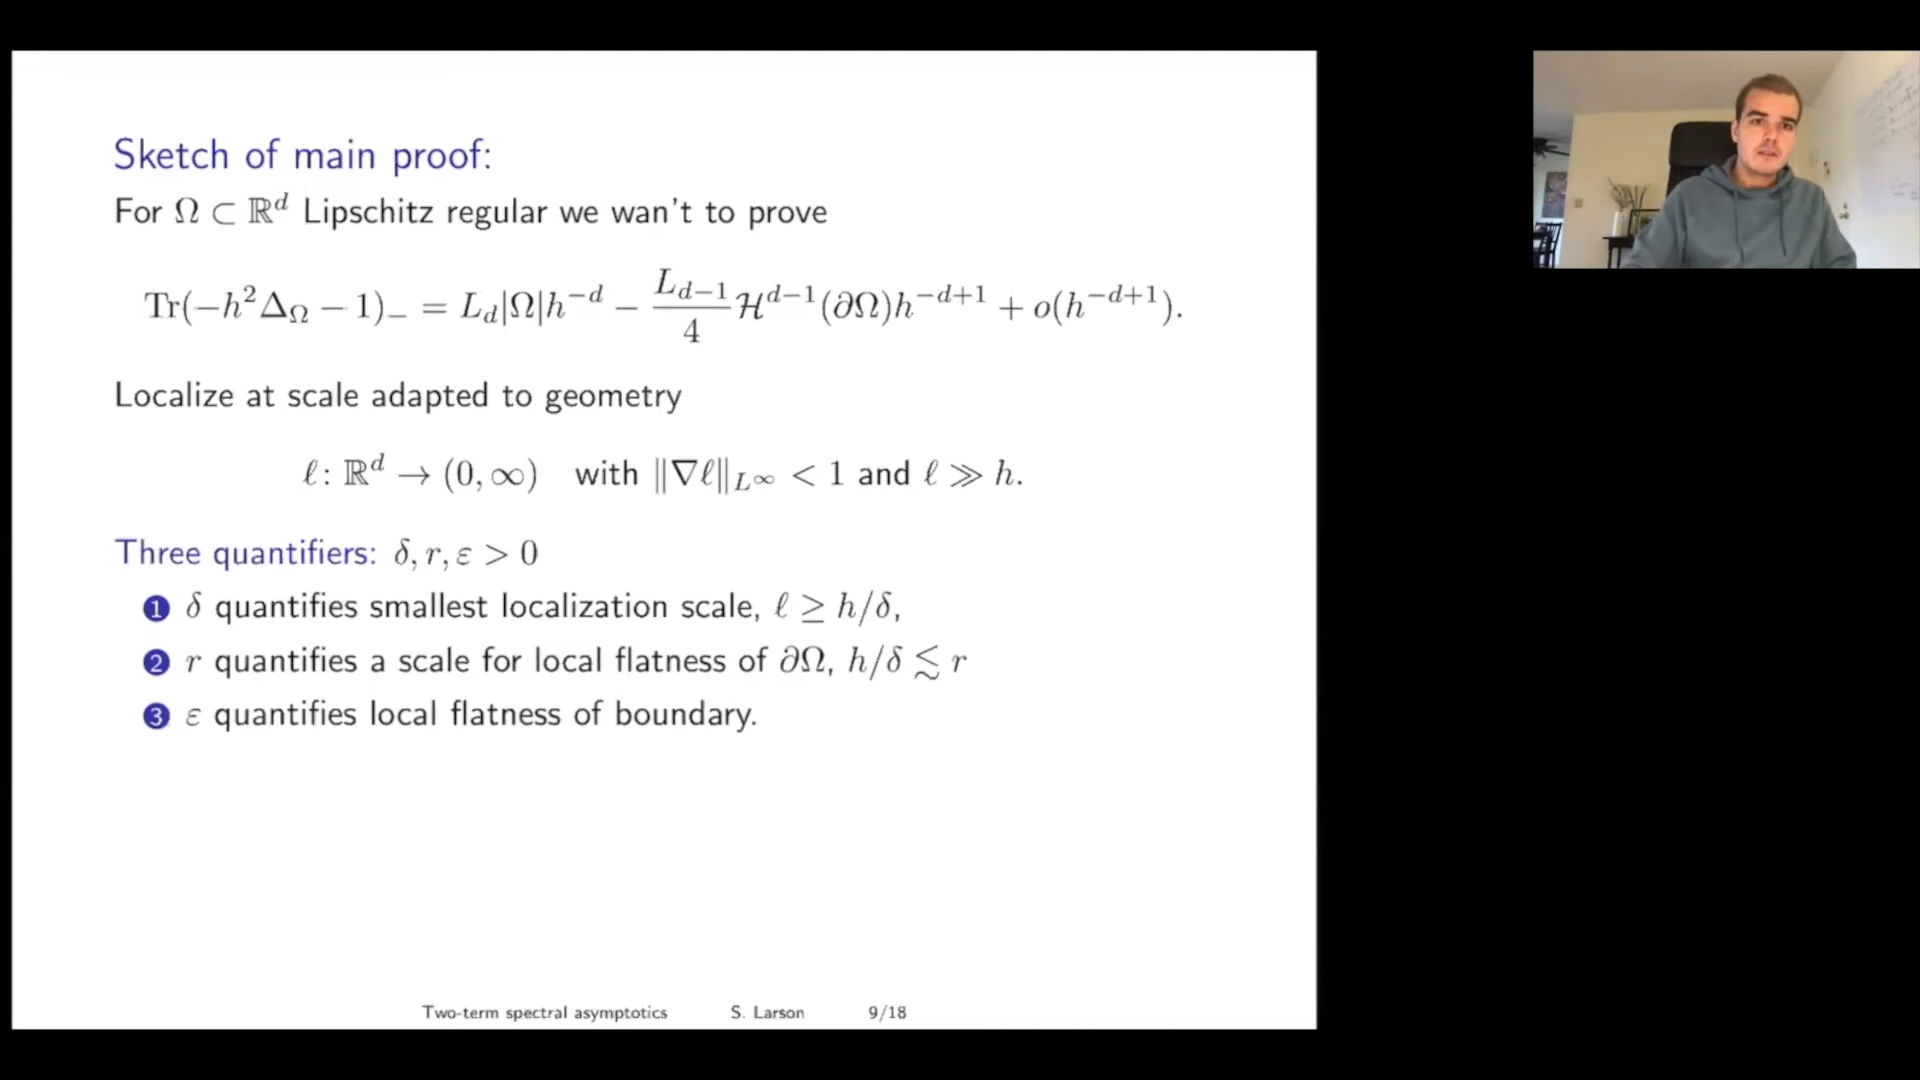 Sketch of main proof:
For Ω ⊂ ℝ^d Lipschitz regular we wan't to prove
Tr(−h²Δ_Ω − 1)_− = L_d|Ω|h^{−d} − \frac{L_{d−1}}{4} ℋ^{d−1}(∂Ω)h^{−d+1} + o(h^{−d+1}).
Localize at scale adapted to geometry
ℓ: ℝ^d → (0, ∞) with ‖∇ℓ‖_{L^∞} < 1 and ℓ ≫ h.
Three quantifiers: δ, r, ε > 0
1 δ quantifies smallest localization scale, ℓ ≥ h/δ,
2 r quantifies a scale for local flatness of ∂Ω, h/δ ≲ r
3 ε quantifies local flatness of boundary.
Two-term spectral asymptotics S. Larson 9/18